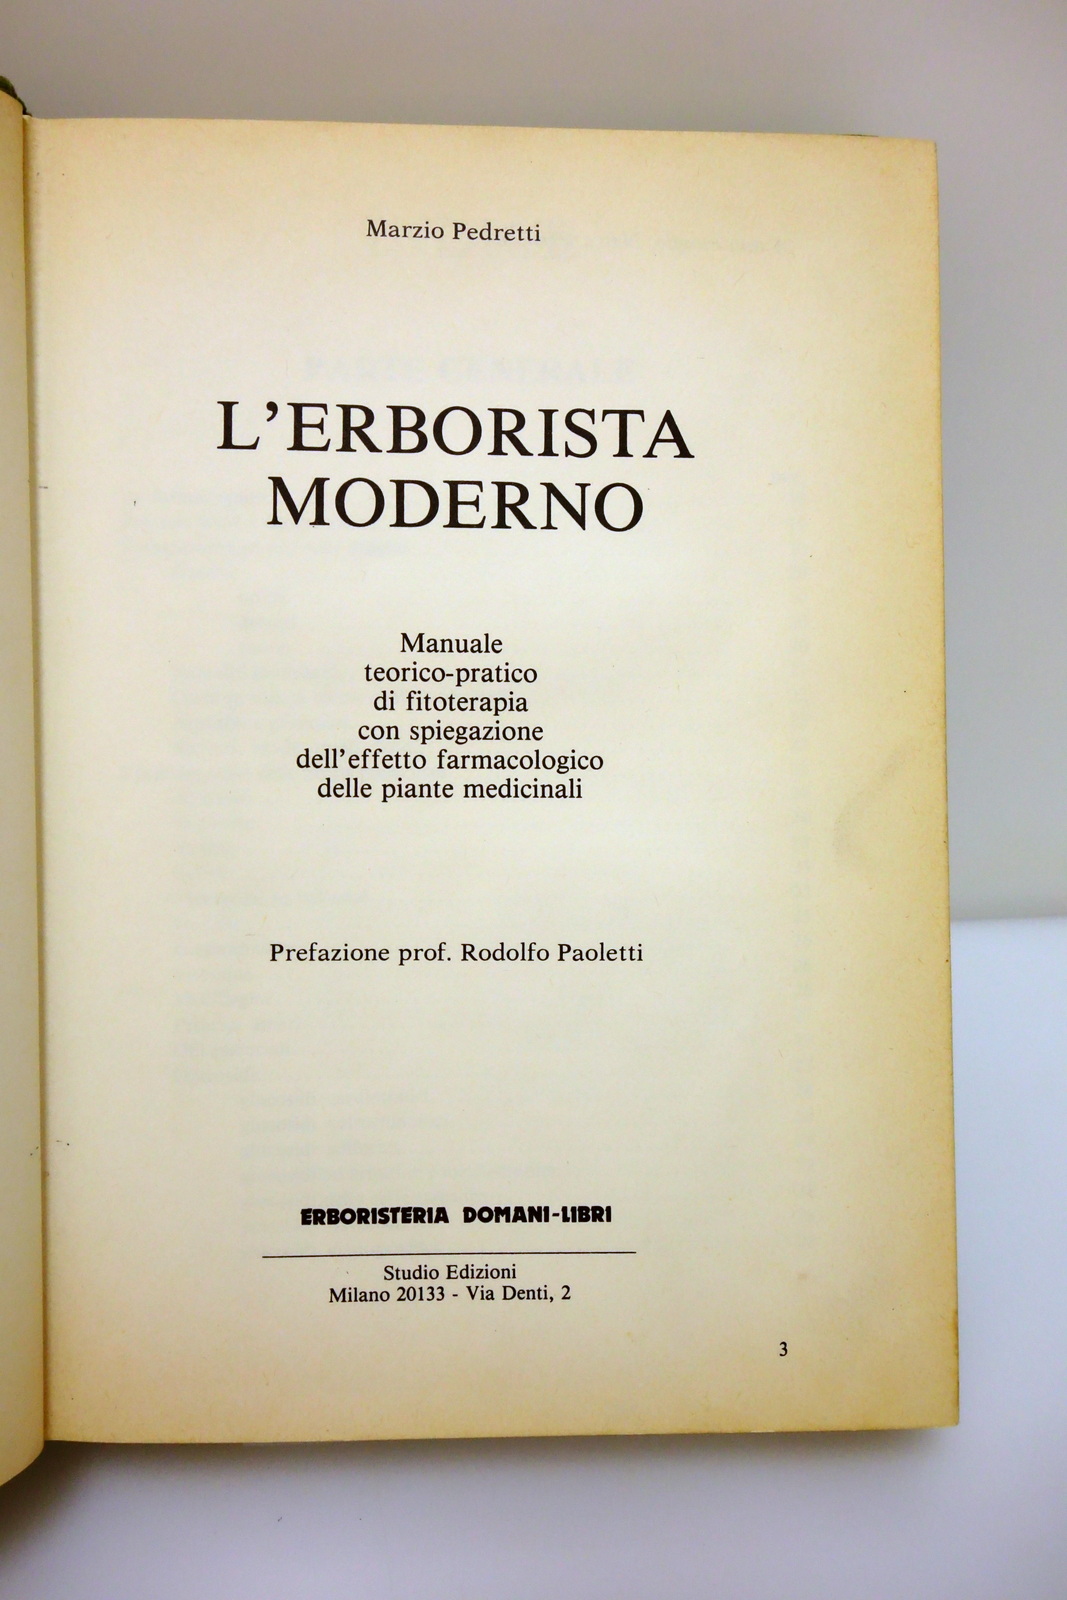 Marzio Pedretti
L'ERBORISTA
MODERNO
Manuale
teorico-pratico
di fitoterapia
con spiegazione
dell'effetto farmacologico
delle piante medicinali
Prefazione prof. Rodolfo Paoletti
ERBORISTERIA DOMANI-LIBRI
Studio Edizioni
Milano 20133 - Via Denti, 2
3